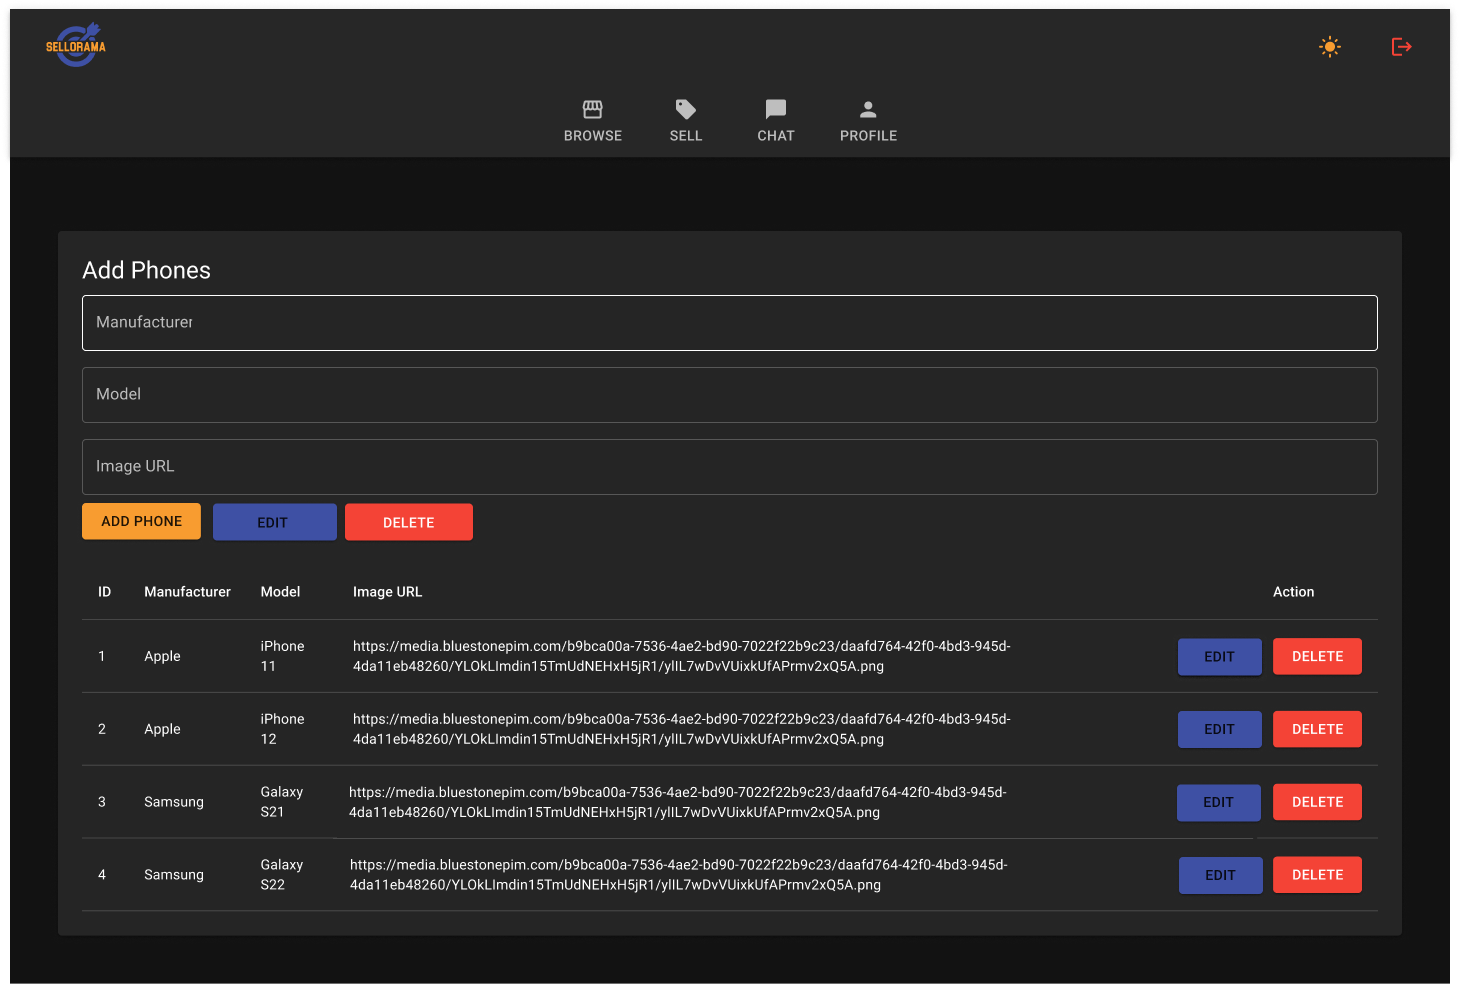 SELLORAMA
BROWSE SELL CHAT PROFILE
Add Phones
Manufacturer
Model
Image URL
ADD PHONE EDIT DELETE
ID Manufacturer Model Image URL Action
1 Apple iPhone 11 https://media.bluestonepim.com/b9bca00a-7536-4ae2-bd90-7022f22b9c23/daafd764-42f0-4bd3-945d-
4da11eb48260/YLOkLImdin15TmUdNEHxH5jR1/ylIL7wDvVUixkUfAPrmv2xQ5A.png EDIT DELETE
2 Apple iPhone 12 https://media.bluestonepim.com/b9bca00a-7536-4ae2-bd90-7022f22b9c23/daafd764-42f0-4bd3-945d-
4da11eb48260/YLOkLImdin15TmUdNEHxH5jR1/ylIL7wDvVUixkUfAPrmv2xQ5A.png EDIT DELETE
3 Samsung Galaxy S21 https://media.bluestonepim.com/b9bca00a-7536-4ae2-bd90-7022f22b9c23/daafd764-42f0-4bd3-945d-
4da11eb48260/YLOkLImdin15TmUdNEHxH5jR1/ylIL7wDvVUixkUfAPrmv2xQ5A.png EDIT DELETE
4 Samsung Galaxy S22 https://media.bluestonepim.com/b9bca00a-7536-4ae2-bd90-7022f22b9c23/daafd764-42f0-4bd3-945d-
4da11eb48260/YLOkLImdin15TmUdNEHxH5jR1/ylIL7wDvVUixkUfAPrmv2xQ5A.png EDIT DELETE